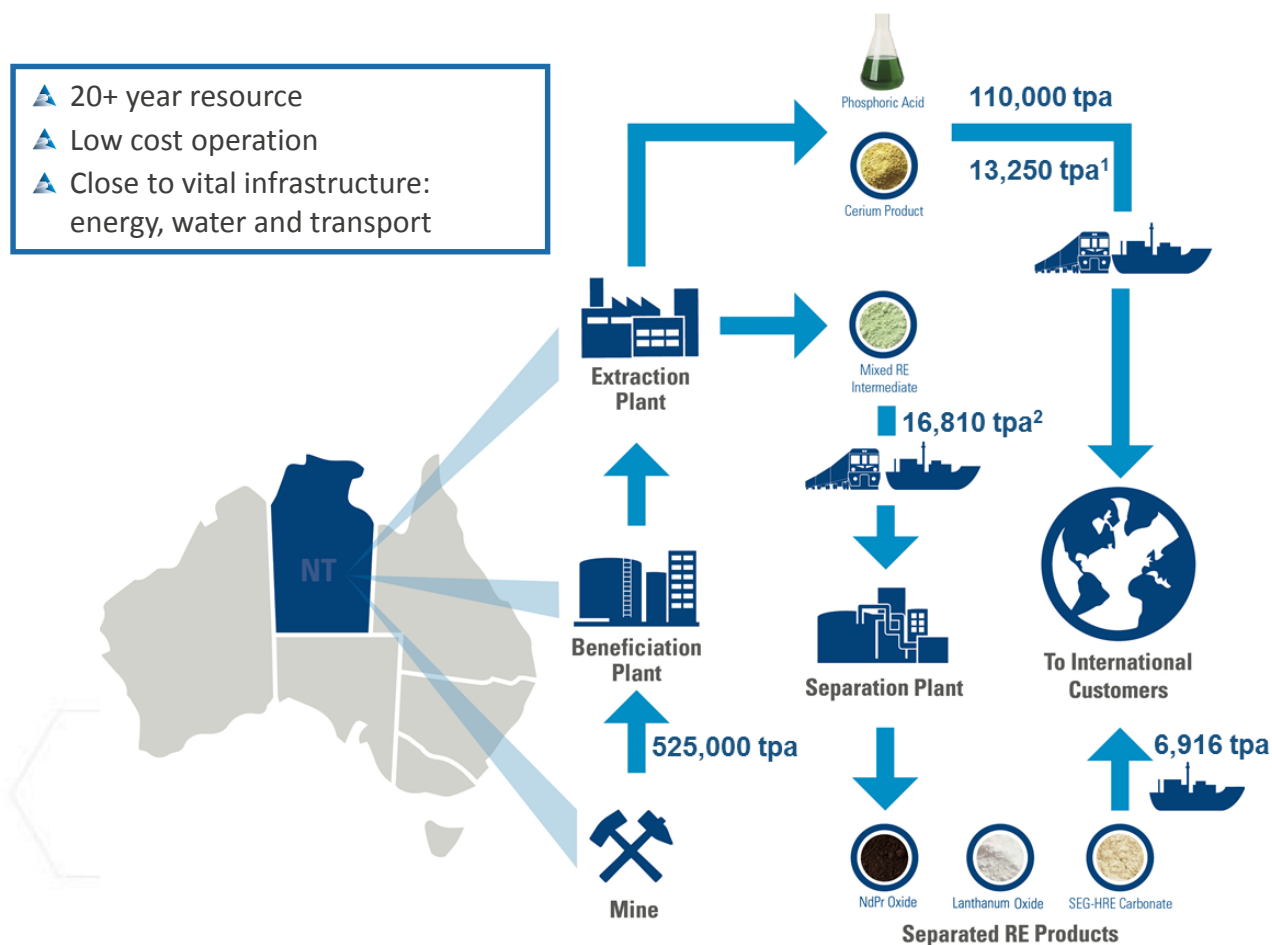 20+ year resource
Low cost operation
Close to vital infrastructure:
energy, water and transport
Phosphoric Acid
110,000 tpa
13,250 tpa¹
Cerium Product
Extraction
Plant
Mixed RE
Intermediate
16,810 tpa²
NT
Beneficiation
Plant
Separation Plant
To International
Customers
525,000 tpa
6,916 tpa
Mine
NdPr Oxide
Lanthanum Oxide
SEG-HRE Carbonate
Separated RE Products